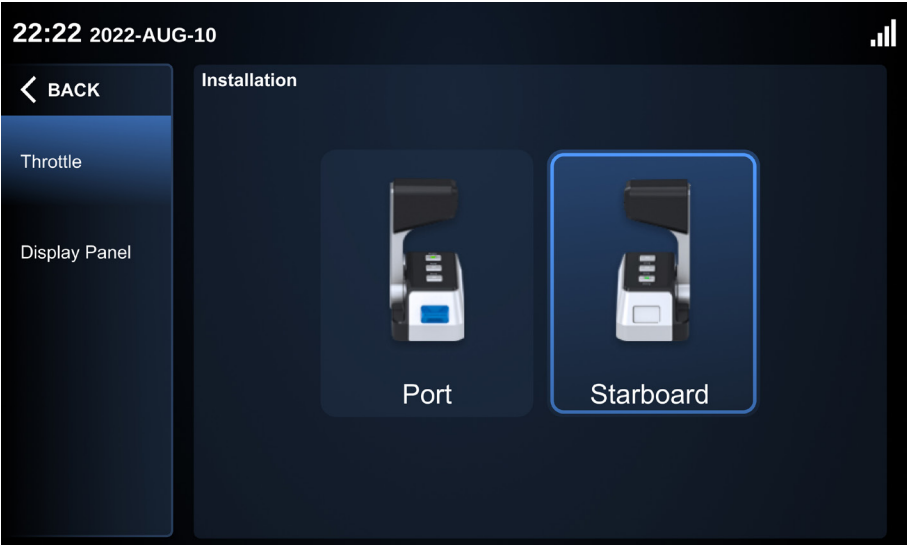 22:22 2022-AUG-10
BACK
Installation
Throttle
Display Panel
Port
Starboard